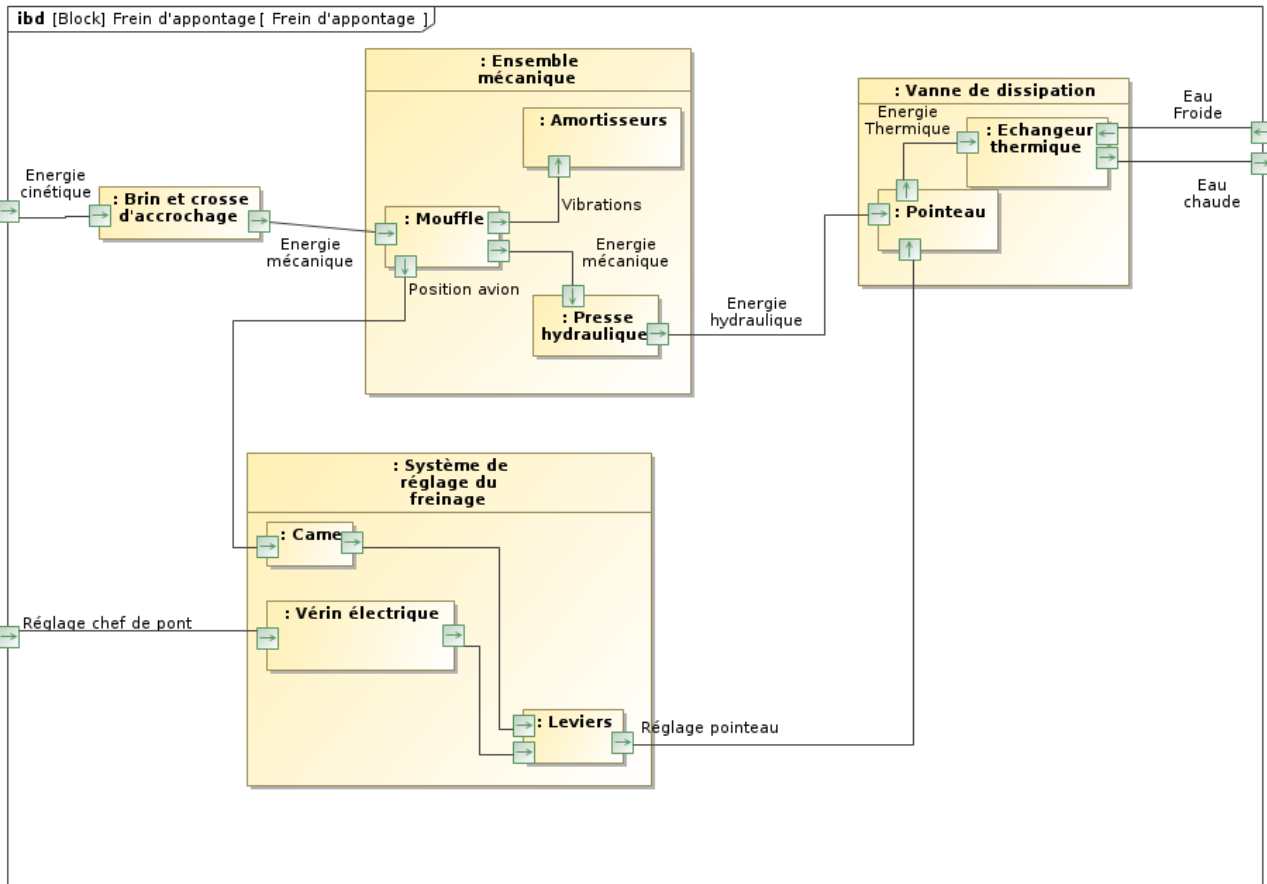 ibd [Block] Frein d'appontage [ Frein d'appontage ]
: Ensemble
mécanique
: Amortisseurs
: Vanne de dissipation
Energie
Thermique
: Echangeur
thermique
Eau
Froide
Eau
chaude
Energie
cinétique
: Brin et crosse
d'accrochage
Energie
mécanique
: Mouffle
Vibrations
Energie
mécanique
Position avion
: Presse
hydraulique
Energie
hydraulique
: Pointeau
: Système de
réglage du
freinage
: Came
Réglage chef de pont
: Vérin électrique
: Leviers
Réglage pointeau